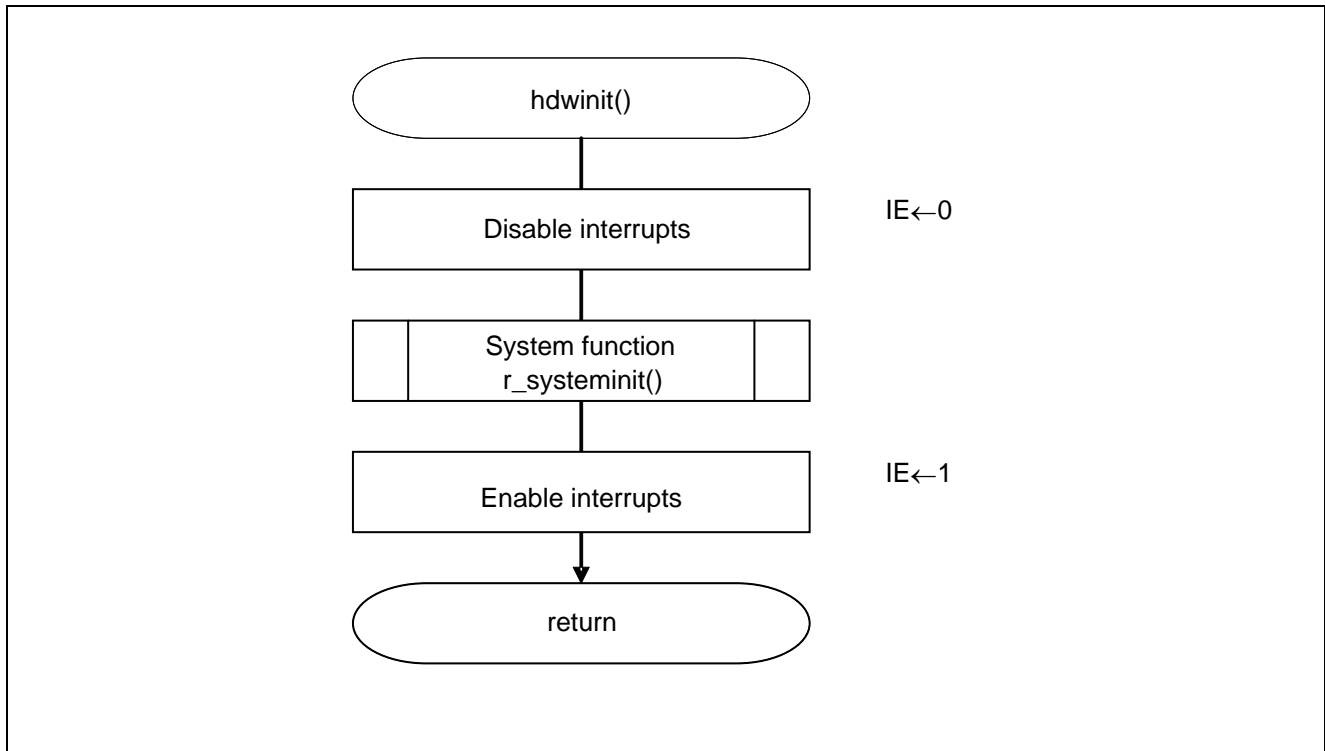 hdwinit()
Disable interrupts
IE←0
System function
r_systeminit()
IE←1
Enable interrupts
return